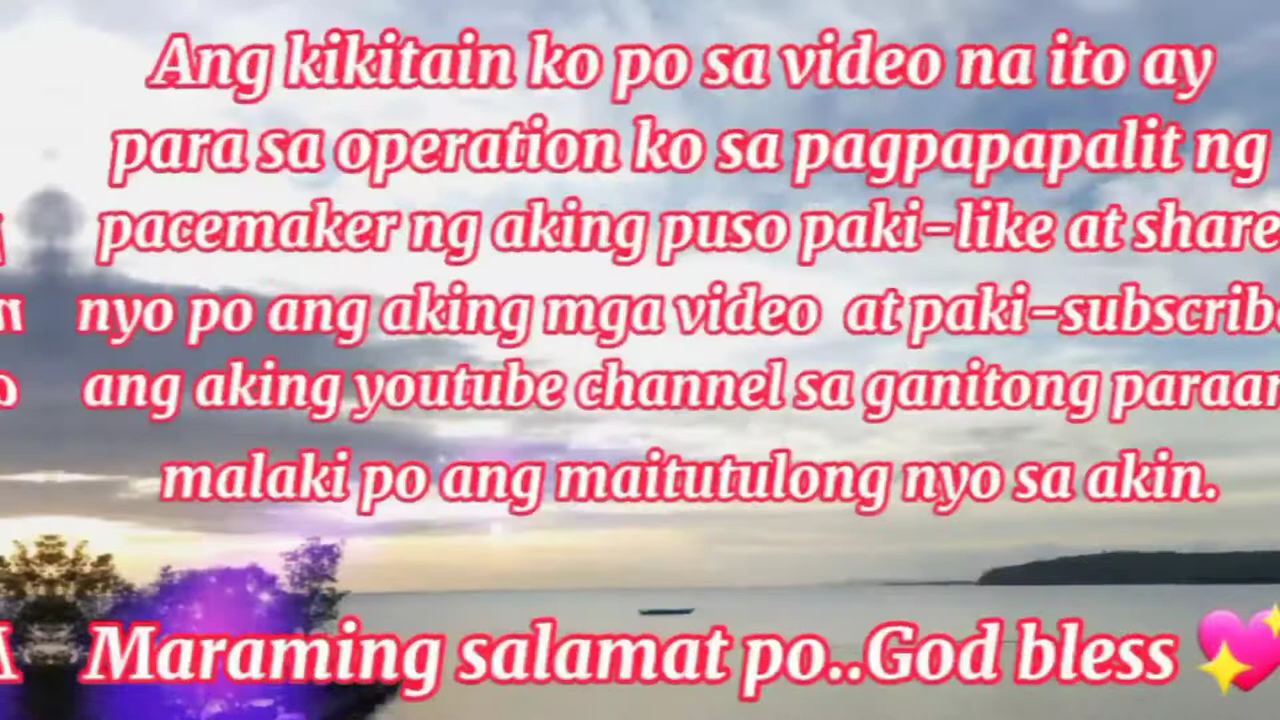 Ang kikitain ko po sa video na ito ay
para sa operation ko sa pagpapapalit ng
pacemaker ng aking puso paki-like at share
nyo po ang aking mga video at paki-subscribe
ang aking youtube channel sa ganitong paraan
malaki po ang maitutulong nyo sa akin.
Maraming salamat po..God bless 💖